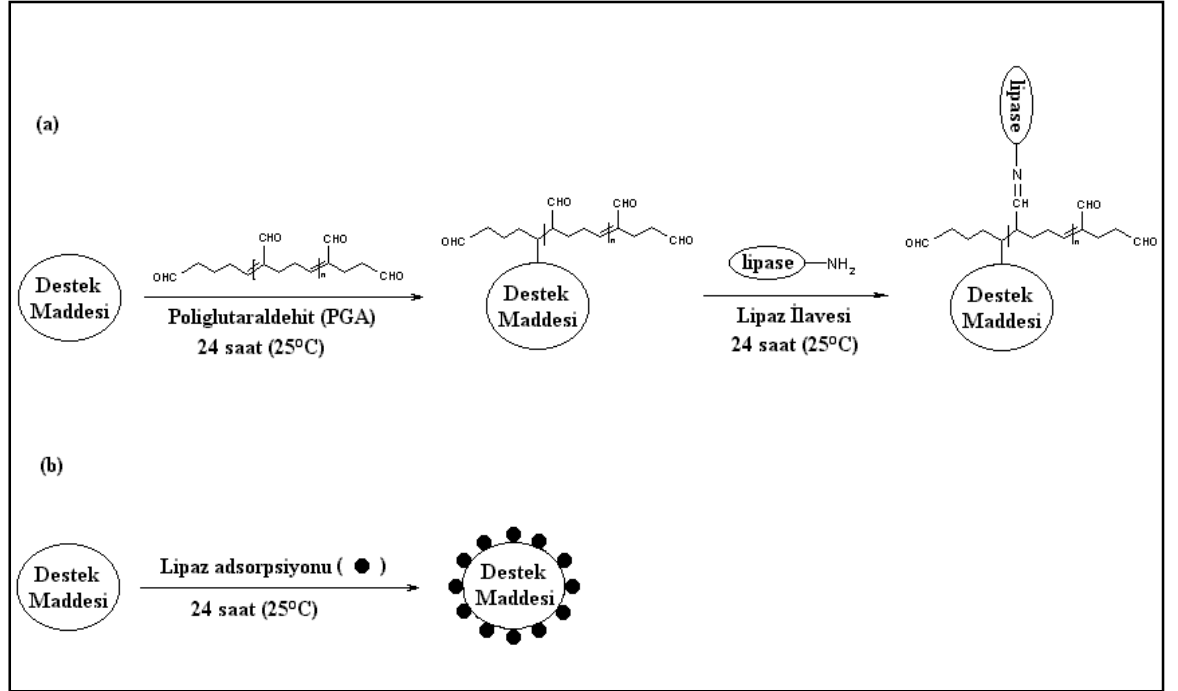 (a)
Destek
Maddesi
OHC CHO CHO n CHO
Poliglutaraldehit (PGA)
24 saat (25°C)
OHC CHO CHO n CHO
Destek
Maddesi
lipase NH₂
Lipaz İlavesi
24 saat (25°C)
lipase
N
CH CHO
OHC n CHO
Destek
Maddesi
(b)
Destek
Maddesi
Lipaz adsorpsiyonu ( ● )
24 saat (25°C)
Destek
Maddesi